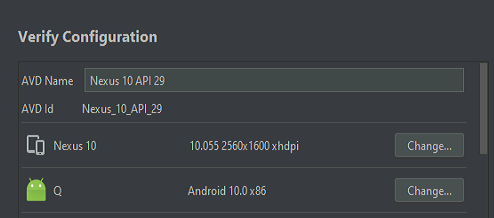 Verify Configuration
AVD Name Nexus 10 API 29
AVD Id Nexus_10_API_29
Nexus 10 10.055 2560x1600 xhdpi Change...
Q Android 10.0 x86 Change...